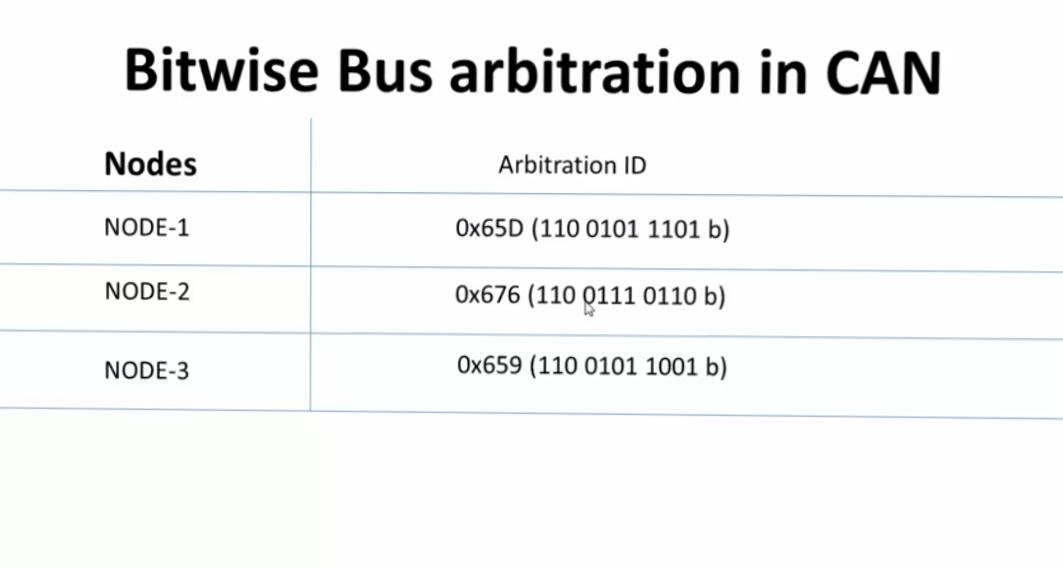 Bitwise Bus arbitration in CAN
Nodes Arbitration ID
NODE-1 0x65D (110 0101 1101 b)
NODE-2 0x676 (110 0111 0110 b)
NODE-3 0x659 (110 0101 1001 b)